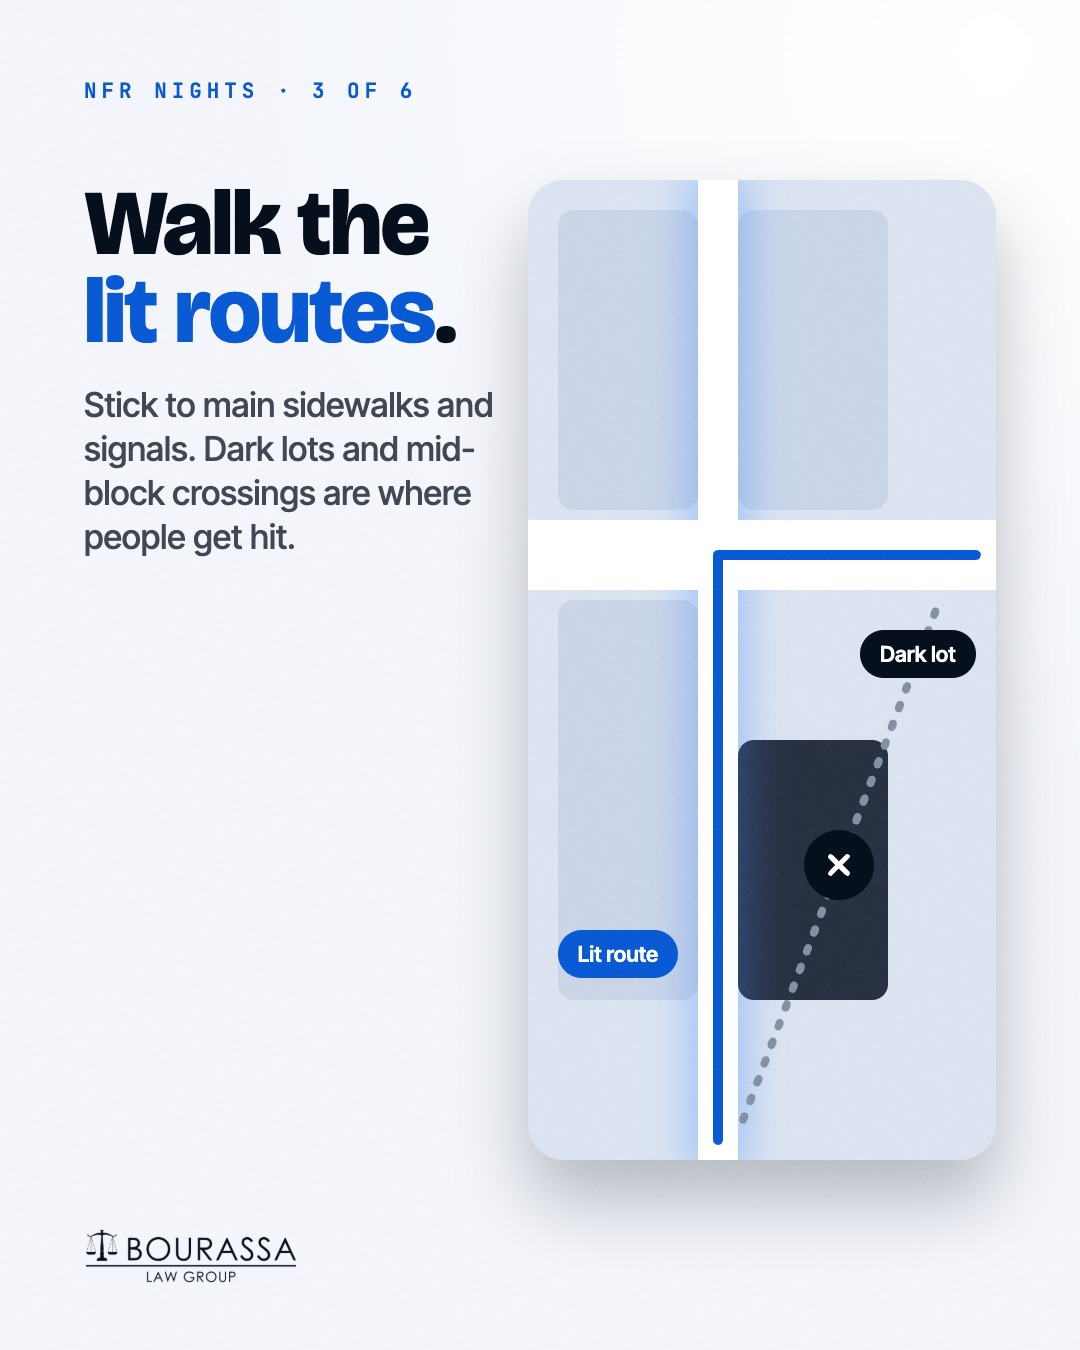 NFR NIGHTS · 3 OF 6
Walk the
lit routes.
Stick to main sidewalks and
signals. Dark lots and mid-
block crossings are where
people get hit.
Dark lot
Lit route
BOURASSA
LAW GROUP